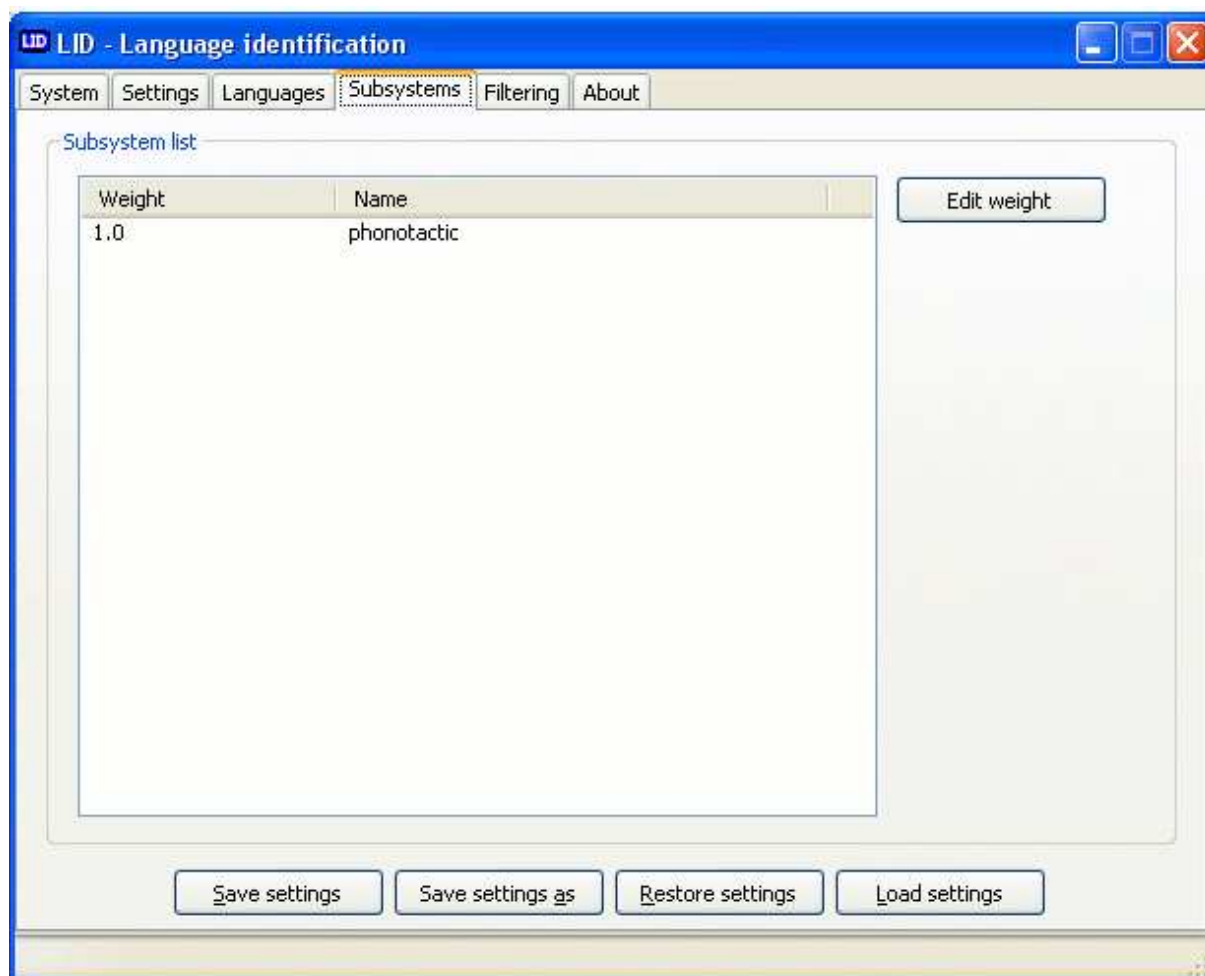 LID LID - Language identification
System Settings Languages Subsystems Filtering About
Subsystem list
Weight Name
Edit weight
1.0 phonotactic
Save settings Save settings as Restore settings Load settings